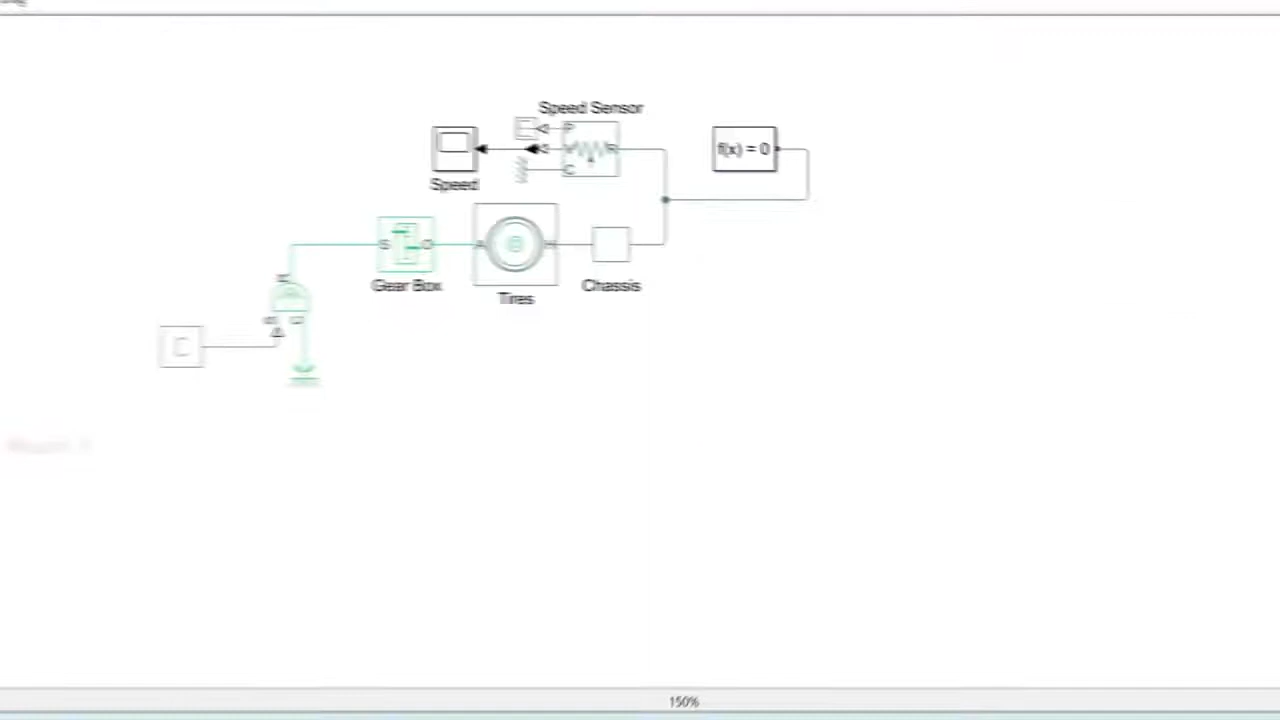 Speed Sensor
Speed
f(x) = 0
Gear Box
Tires
Chassis
150%